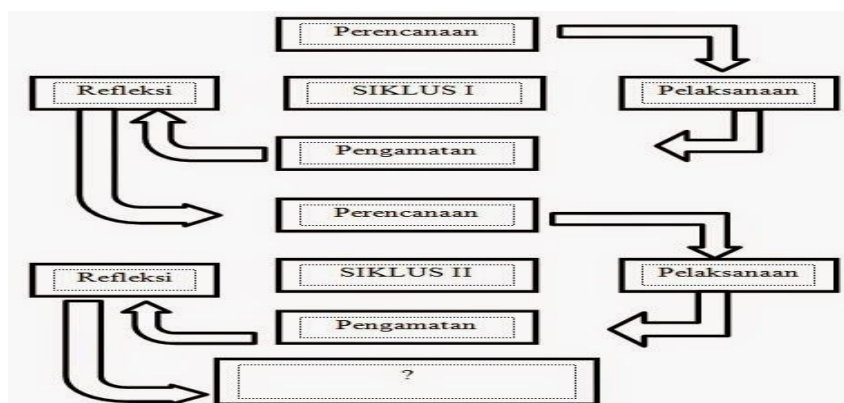 Perencanaan
Refleksi
SIKLUS I
Pelaksanaan
Pengamatan
Perencanaan
Refleksi
SIKLUS II
Pelaksanaan
Pengamatan
?